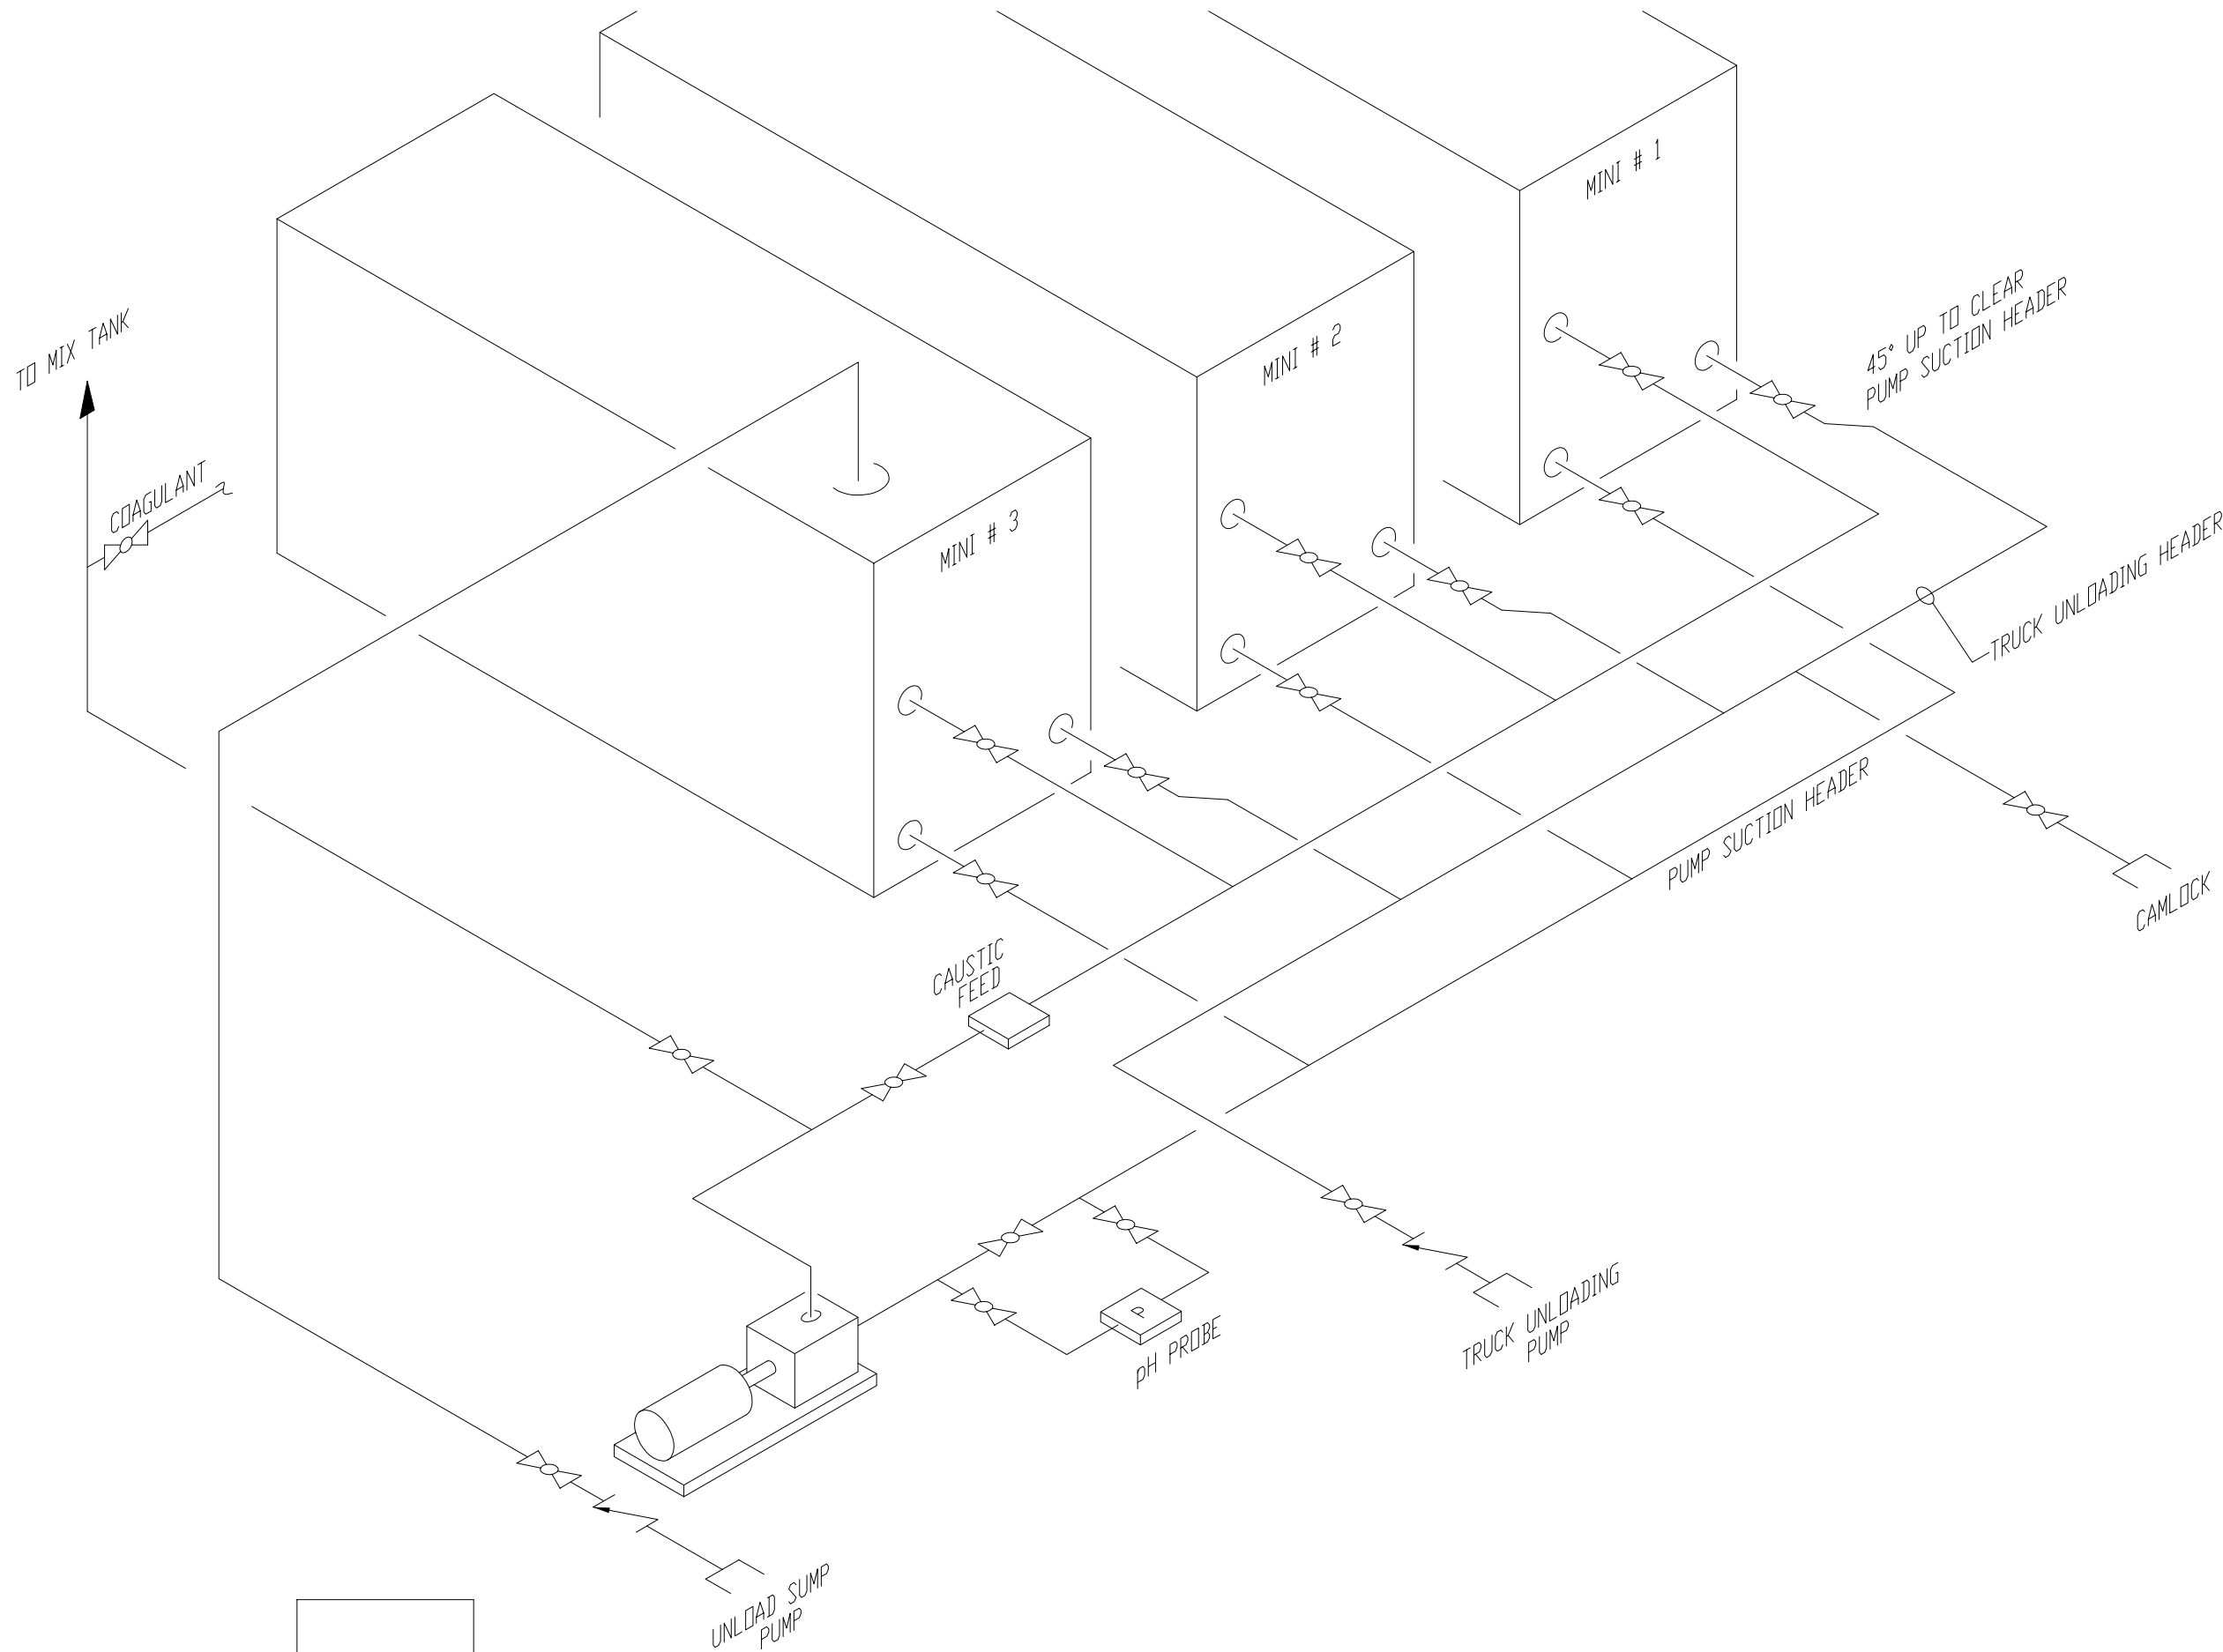 MINI # 1
MINI # 2
MINI # 3
45° UP TO CLEAR
PUMP SUCTION HEADER
TO MIX TANK
COAGULANT
TRUCK UNLOADING HEADER
PUMP SUCTION HEADER
CAMLOCK
CAUSTIC
FEED
P
pH PROBE
TRUCK UNLOADING
PUMP
UNLOAD SUMP
PUMP